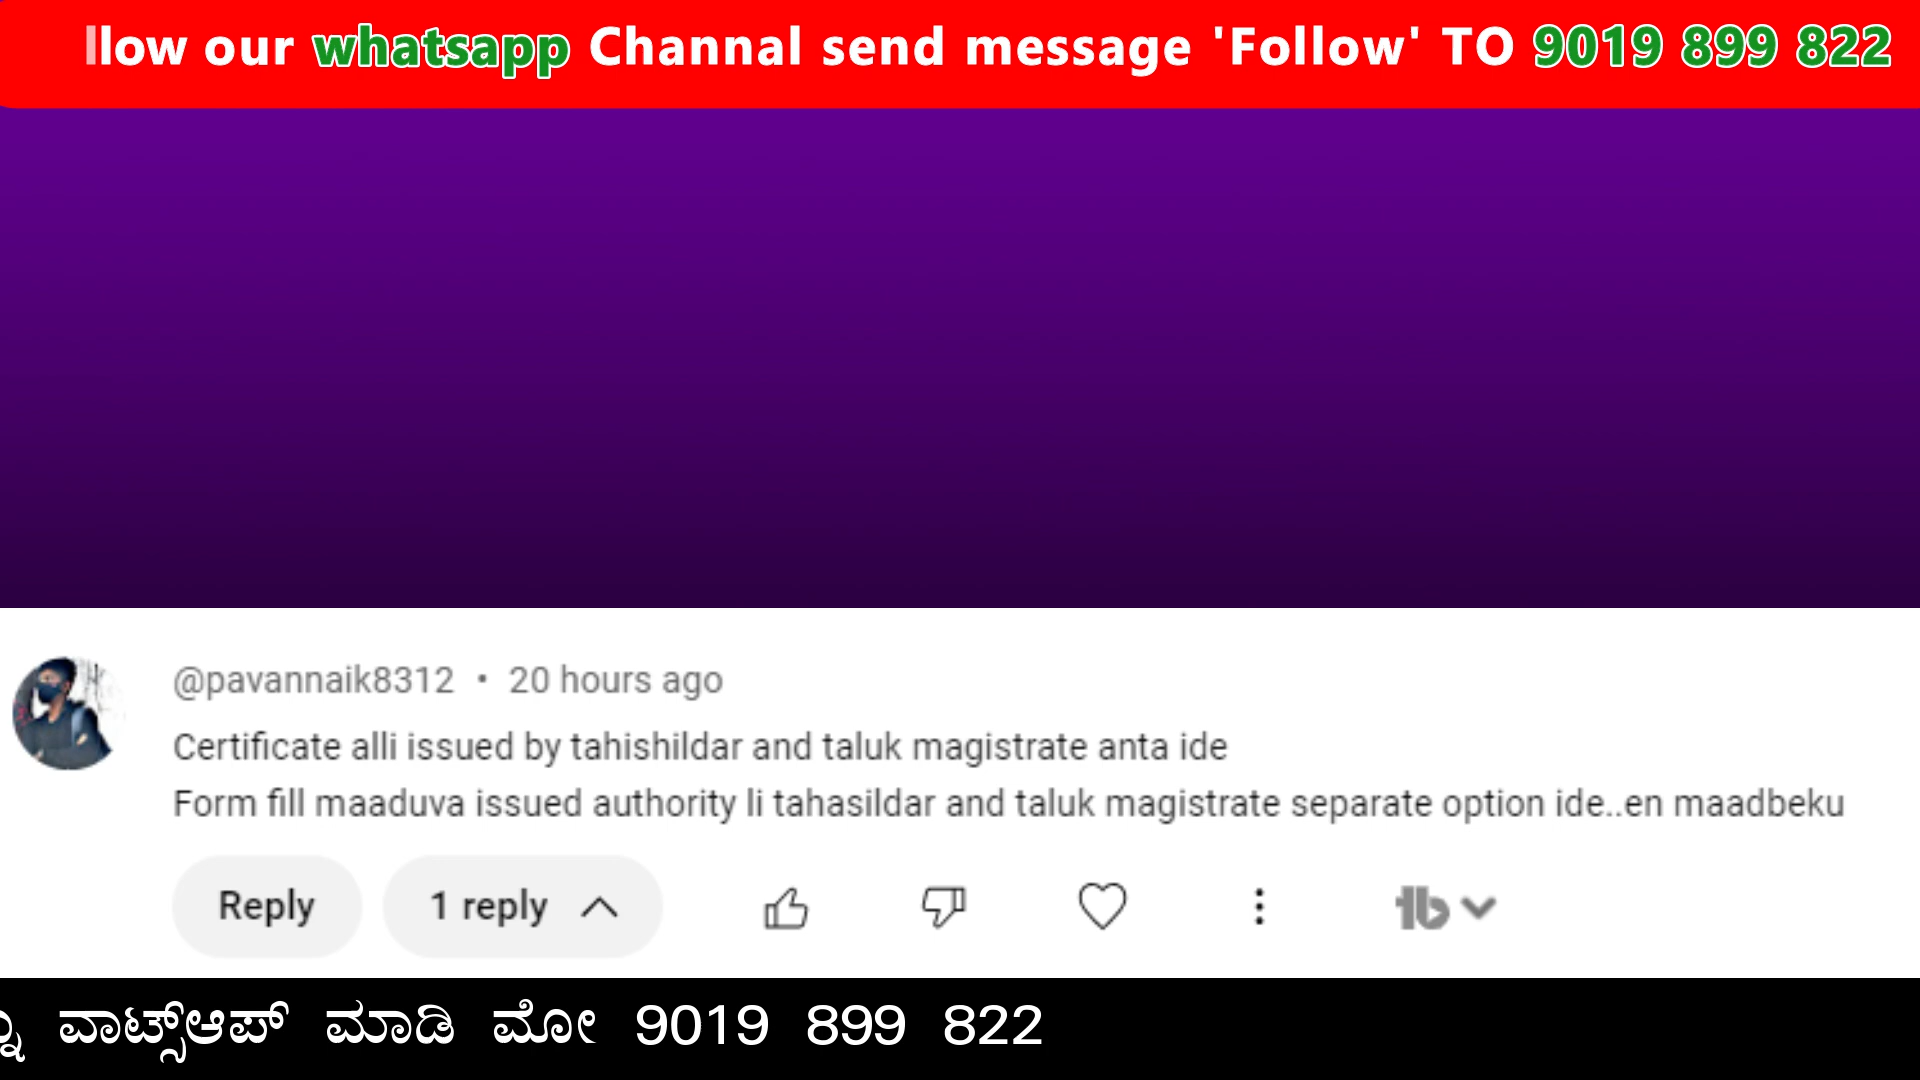 llow our whatsapp Channal send message 'Follow' TO 9019 899 822
@pavannaik8312 • 20 hours ago
Certificate alli issued by tahishildar and taluk magistrate anta ide
Form fill maaduva issued authority li tahasildar and taluk magistrate separate option ide..en maadbeku
Reply 1 reply
ವಾಟ್ಸ್ಆಪ್ ಮಾಡಿ ಮೋ 9019 899 822